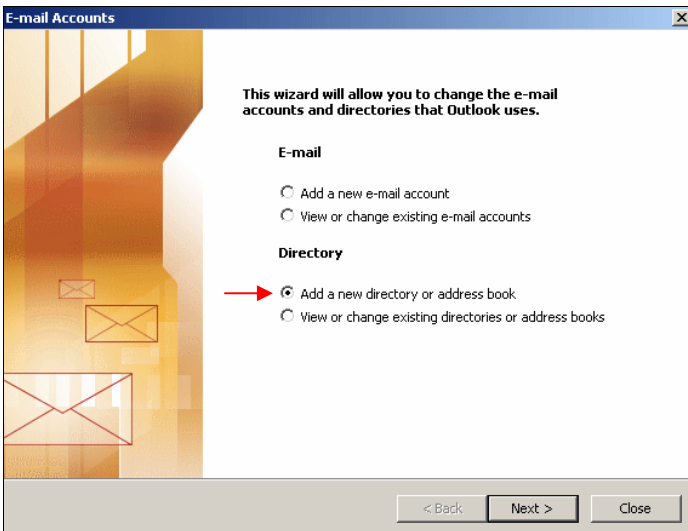 E-mail Accounts
This wizard will allow you to change the e-mail
accounts and directories that Outlook uses.
E-mail
Add a new e-mail account
View or change existing e-mail accounts
Directory
Add a new directory or address book
View or change existing directories or address books
< Back
Next >
Close